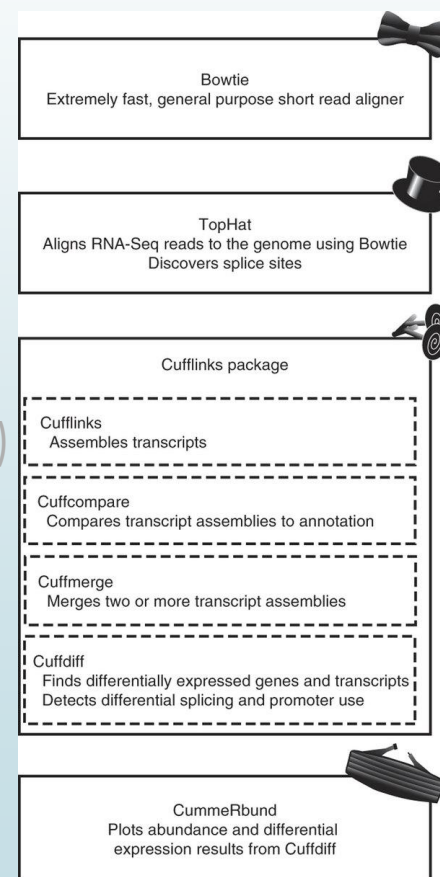 Bowtie
Extremely fast, general purpose short read aligner
TopHat
Aligns RNA-Seq reads to the genome using Bowtie
Discovers splice sites
Cufflinks package
Cufflinks
Assembles transcripts
Cuffcompare
Compares transcript assemblies to annotation
Cuffmerge
Merges two or more transcript assemblies
Cuffdiff
Finds differentially expressed genes and transcripts
Detects differential splicing and promoter use
CummeRbund
Plots abundance and differential
expression results from Cuffdiff